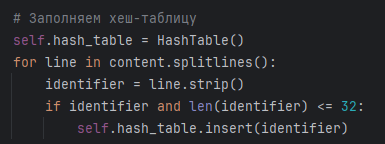 # Заполняем хеш-таблицу
self.hash_table = HashTable()
for line in content.splitlines():
    identifier = line.strip()
    if identifier and len(identifier) <= 32:
        self.hash_table.insert(identifier)